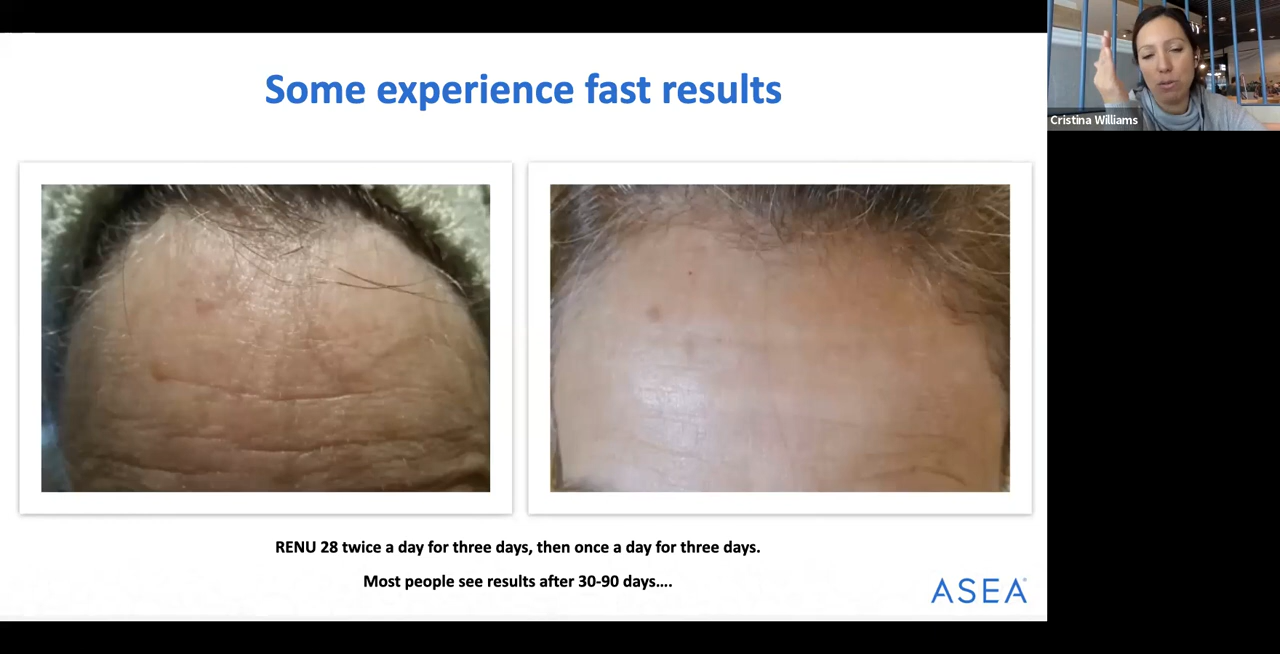 Some experience fast results
Cristina Williams
RENU 28 twice a day for three days, then once a day for three days.
Most people see results after 30-90 days....
ASEA